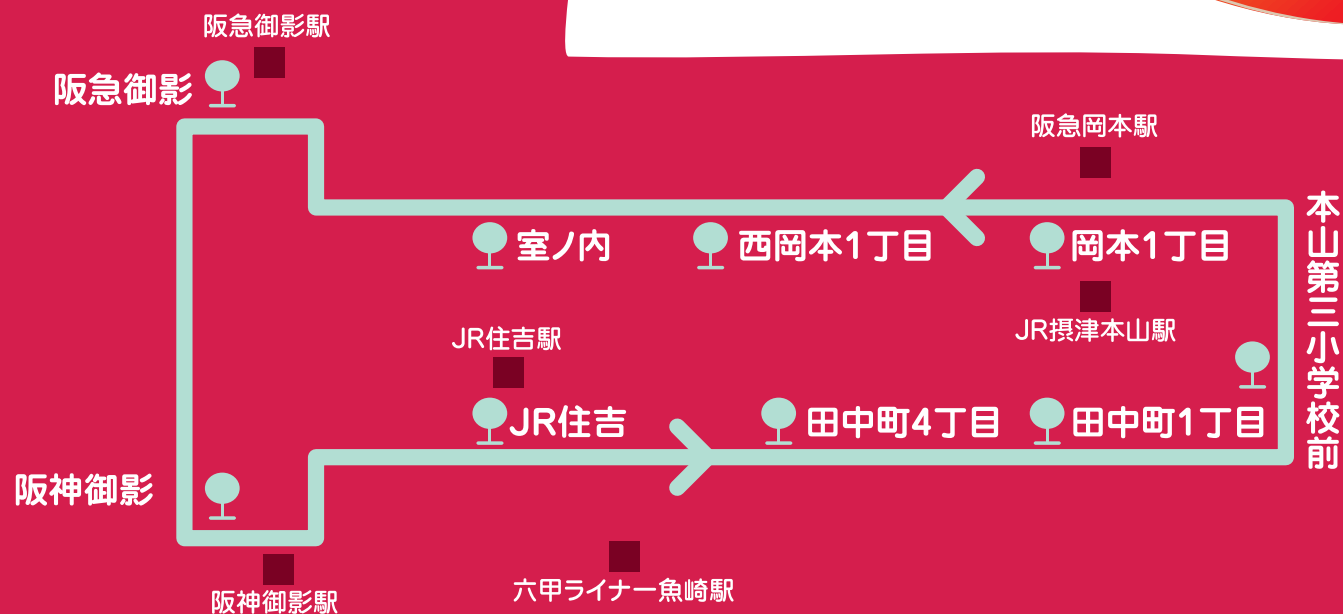 阪急御影駅
阪急御影
阪急岡本駅
室ノ内
西岡本1丁目
岡本1丁目
本山第三小学校前
JR住吉駅
JR摂津本山駅
JR住吉
田中町4丁目
田中町1丁目
阪神御影
阪神御影駅
六甲ライナー魚崎駅